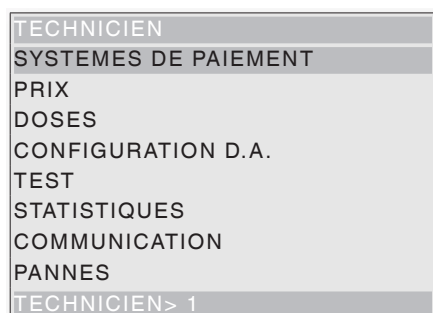 TECHNICIEN
SYSTEMES DE PAIEMENT
PRIX
DOSES
CONFIGURATION D.A.
TEST
STATISTIQUES
COMMUNICATION
PANNES
TECHNICIEN> 1